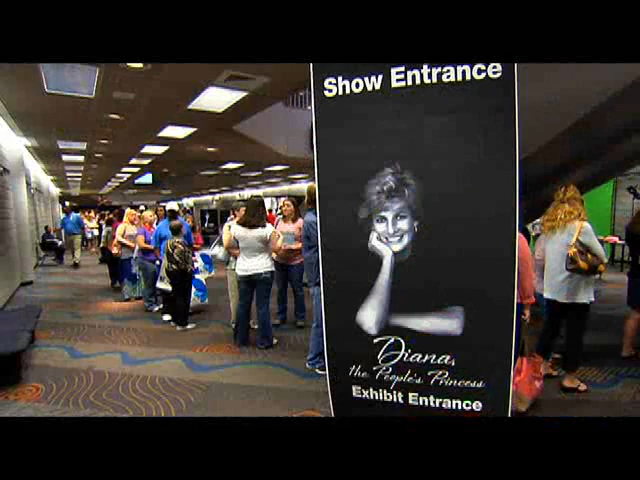 Show Entrance
Diana,
the People's Princess
Exhibit Entrance